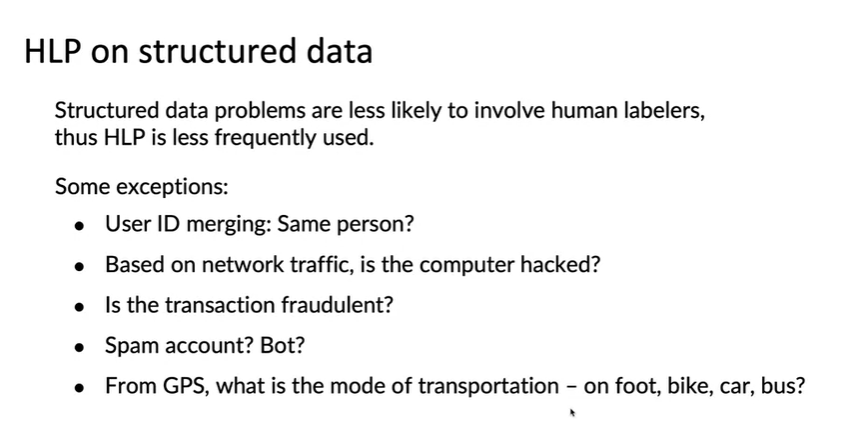 HLP on structured data
Structured data problems are less likely to involve human labelers,
thus HLP is less frequently used.
Some exceptions:
• User ID merging: Same person?
• Based on network traffic, is the computer hacked?
• Is the transaction fraudulent?
• Spam account? Bot?
• From GPS, what is the mode of transportation – on foot, bike, car, bus?